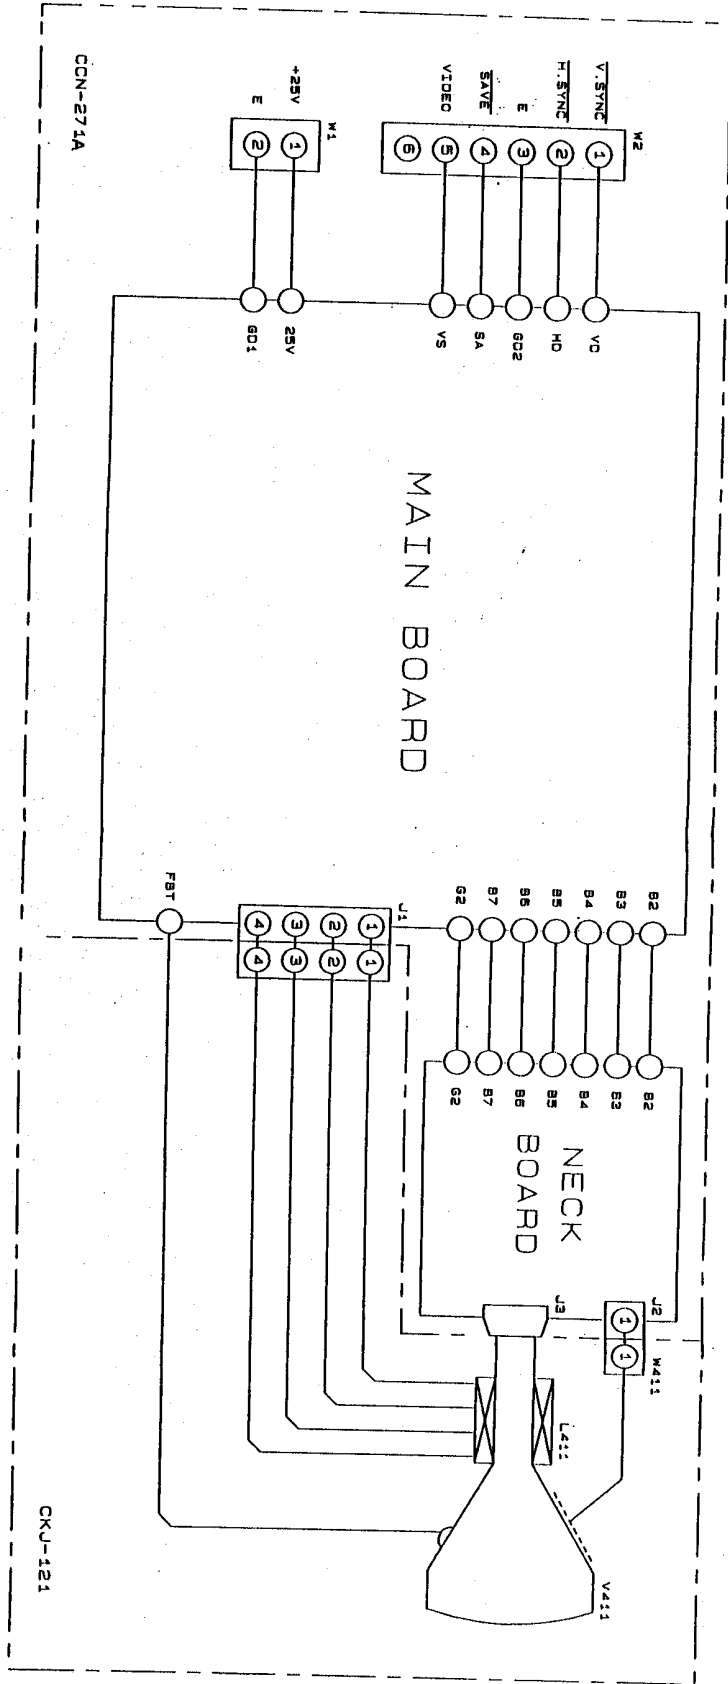 W2
V.SYNC 1 VD
H.SYNC 2 HD
E 3 GD2
SAVE 4 SA
VIDEO 5 VS
6
W1
+25V 1 25V
E 2 GD1
CCN-271A
MAIN BOARD
B2 B2
B3 B3
B4 B4
B5 B5
B6 B6
B7 B7
G2 G2
J1
1 1
2 2
3 3
4 4
FBT
NECK
BOARD
J2 W411
1 1
J3
L411
V411
CKJ-121